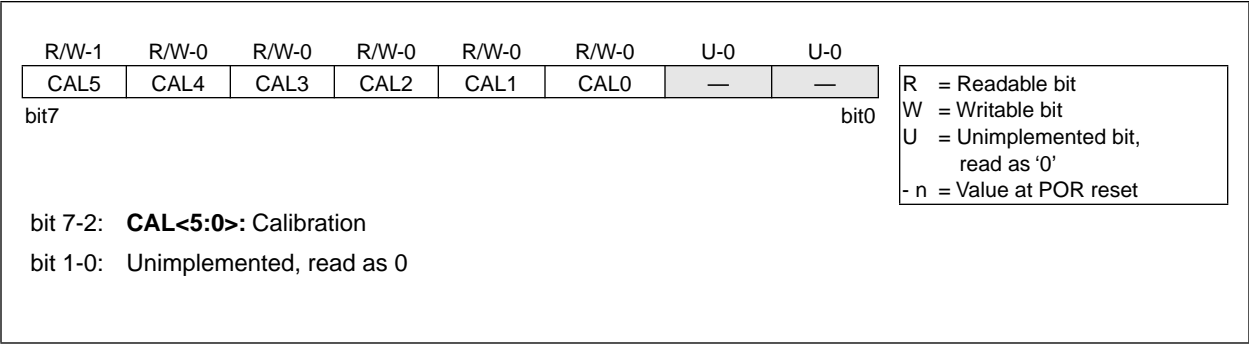 R/W-1 R/W-0 R/W-0 R/W-0 R/W-0 R/W-0 U-0 U-0
CAL5 CAL4 CAL3 CAL2 CAL1 CAL0 — —
bit7 bit0
R = Readable bit
W = Writable bit
U = Unimplemented bit,
read as ‘0’
- n = Value at POR reset
bit 7-2: CAL<5:0>: Calibration
bit 1-0: Unimplemented, read as 0